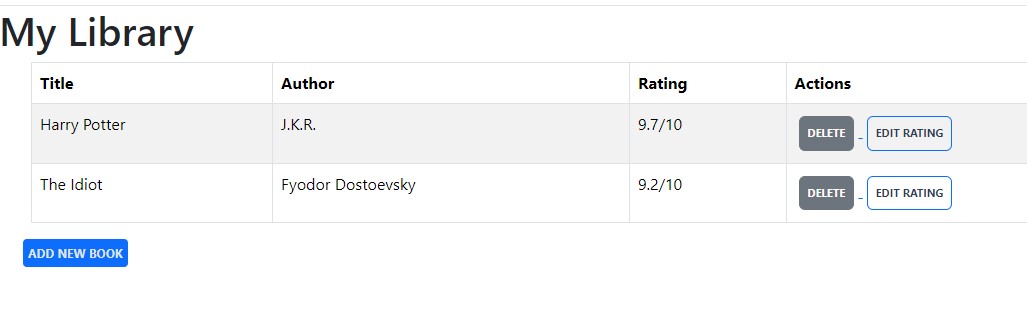 My Library
Title Author Rating Actions
Harry Potter J.K.R. 9.7/10 DELETE EDIT RATING
The Idiot Fyodor Dostoevsky 9.2/10 DELETE EDIT RATING
ADD NEW BOOK